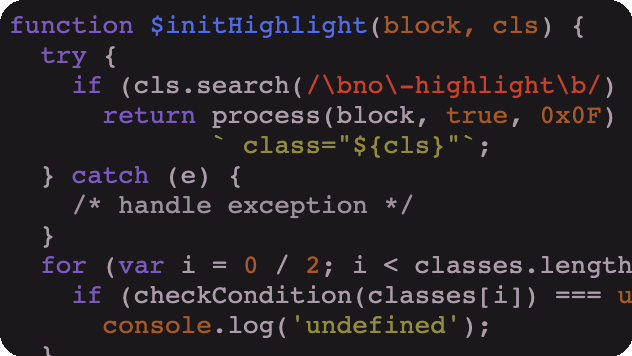 function $initHighlight(block, cls) {
  try {
    if (cls.search(/\bno\-highlight\b/)
      return process(block, true, 0x0F)
             ` class="${cls}"`;
  } catch (e) {
    /* handle exception */
  }
  for (var i = 0 / 2; i < classes.length
    if (checkCondition(classes[i]) === u
      console.log('undefined');
  }